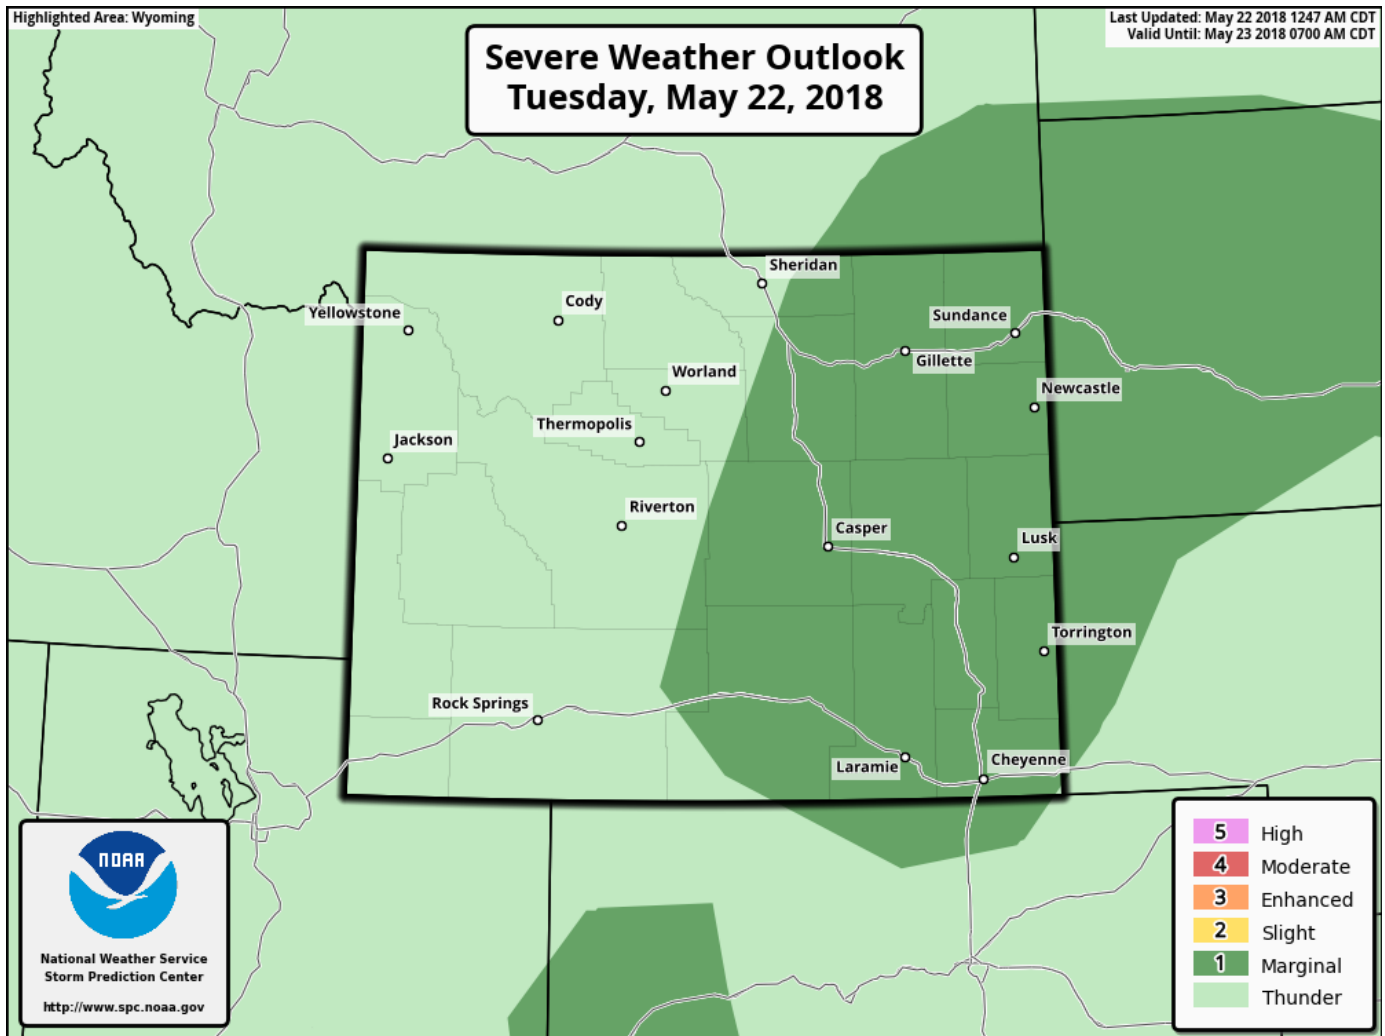 Highlighted Area: Wyoming
Last Updated: May 22 2018 1247 AM CDT
Valid Until: May 23 2018 0700 AM CDT
Severe Weather Outlook
Tuesday, May 22, 2018
Sheridan
Cody
Yellowstone
Sundance
Gillette
Worland
Newcastle
Thermopolis
Jackson
Riverton
Casper
Lusk
Torrington
Rock Springs
Laramie
Cheyenne
5 High
4 Moderate
3 Enhanced
2 Slight
1 Marginal
Thunder
NOAA
National Weather Service
Storm Prediction Center
http://www.spc.noaa.gov